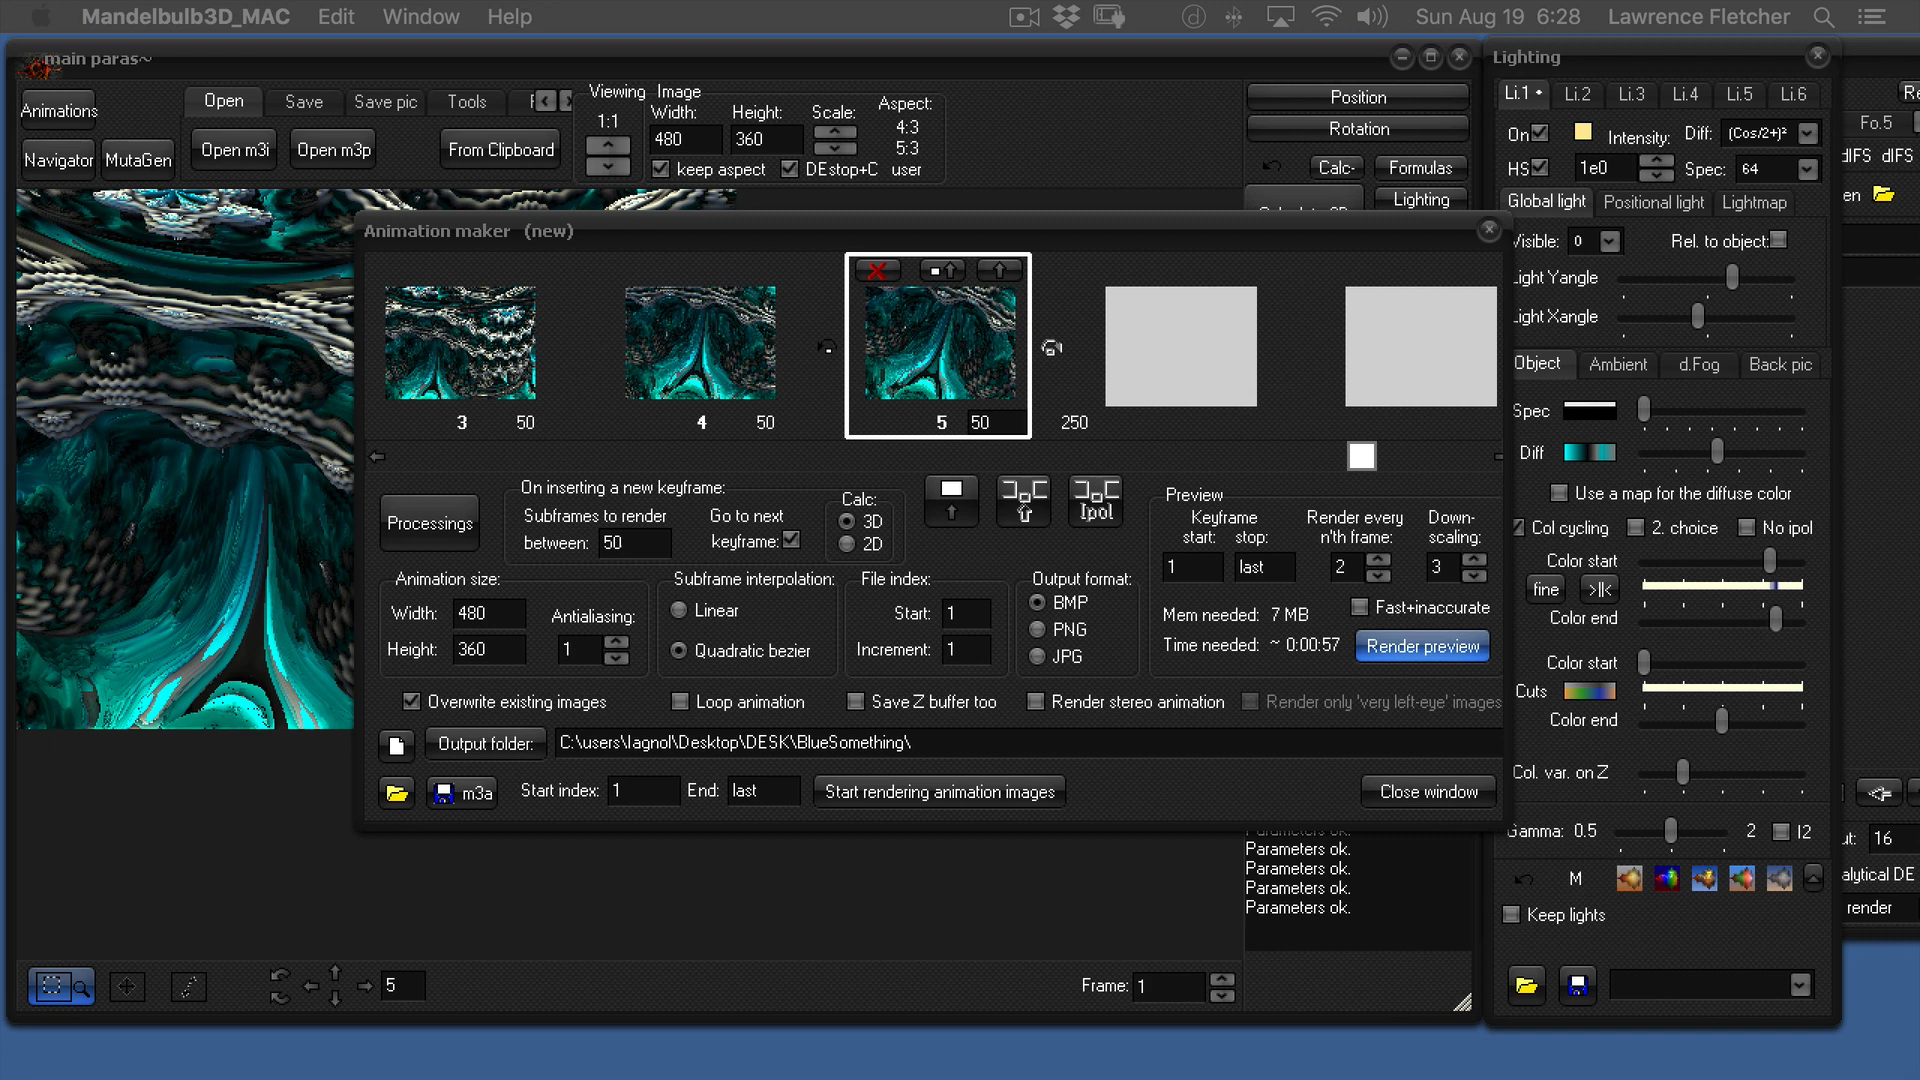 Mandelbulb3D_MAC Edit Window Help
Sun Aug 19 6:28 Lawrence Fletcher
main paras~
Animations
Open Save Save pic Tools
Open m3i Open m3p From Clipboard
Navigator MutaGen
Viewing
1:1
Image
Width: Height: Scale: Aspect:
480 360 4:3
5:3
keep aspect DEstop+C user
Position
Rotation
Calc- Formulas
Lighting
Lighting
Li.1 Li.2 Li.3 Li.4 Li.5 Li.6
On Intensity: Diff: (Cos/2+)²
HS 1e0 Spec: 64
Global light Positional light Lightmap
Visible: 0 Rel. to object:
Light Yangle
Light Xangle
Object Ambient d.Fog Back pic
Spec
Diff
Use a map for the diffuse color
Col cycling 2. choice No ipol
Color start
fine >|<
Color end
Color start
Cuts
Color end
Col. var. on Z
Gamma: 0.5 2 I2
M
Keep lights
Fo.5
dIFS dIFS
en
ut: 16
alytical DE
render
Animation maker (new)
3 50 4 50 5 50 250
Processings
On inserting a new keyframe:
Subframes to render
between: 50
Go to next
keyframe:
Calc:
3D
2D
Ipol
Preview
Keyframe
start: stop:
1 last
Render every
n'th frame:
2
Down-
scaling:
3
Mem needed: 7 MB
Fast+inaccurate
Time needed: ~ 0:00:57
Render preview
Animation size:
Width: 480
Height: 360
Antialiasing:
1
Subframe interpolation:
Linear
Quadratic bezier
File index:
Start: 1
Increment: 1
Output format:
BMP
PNG
JPG
Overwrite existing images Loop animation Save Z buffer too Render stereo animation Render only 'very left-eye' images
Output folder: C:\users\lagnol\Desktop\DESK\BlueSomething\
m3a Start index: 1 End: last Start rendering animation images Close window
Parameters ok.
Parameters ok.
Parameters ok.
Parameters ok.
Parameters ok.
5
Frame: 1